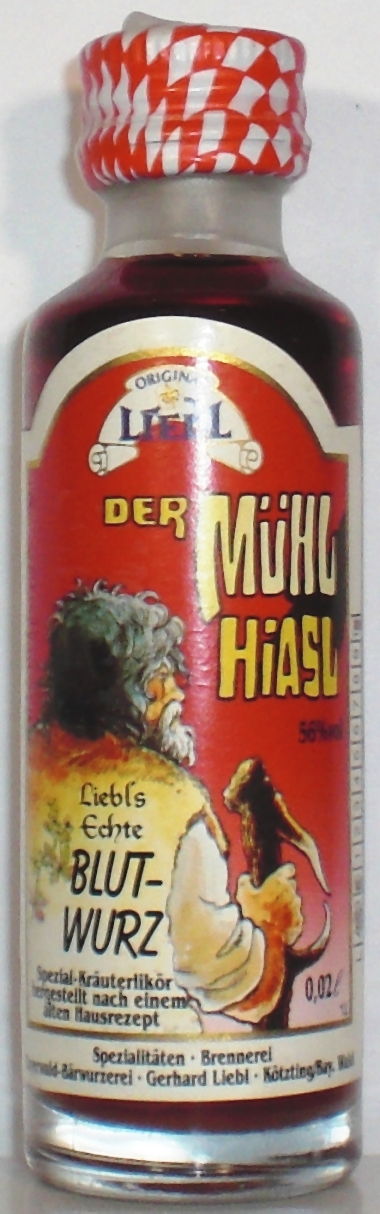 ORIGINAL
LIEBL
DER
MÜHL
HiASL
56%vol
Liebl's
Echte
BLUT-
WURZ
Spezial-Kräuterlikör
hergestellt nach einem
alten Hausrezept
0,02 ℓ
Spezialitäten · Brennerei
Bärwurzerei · Gerhard Liebl · Kötzting/Bay. Wald